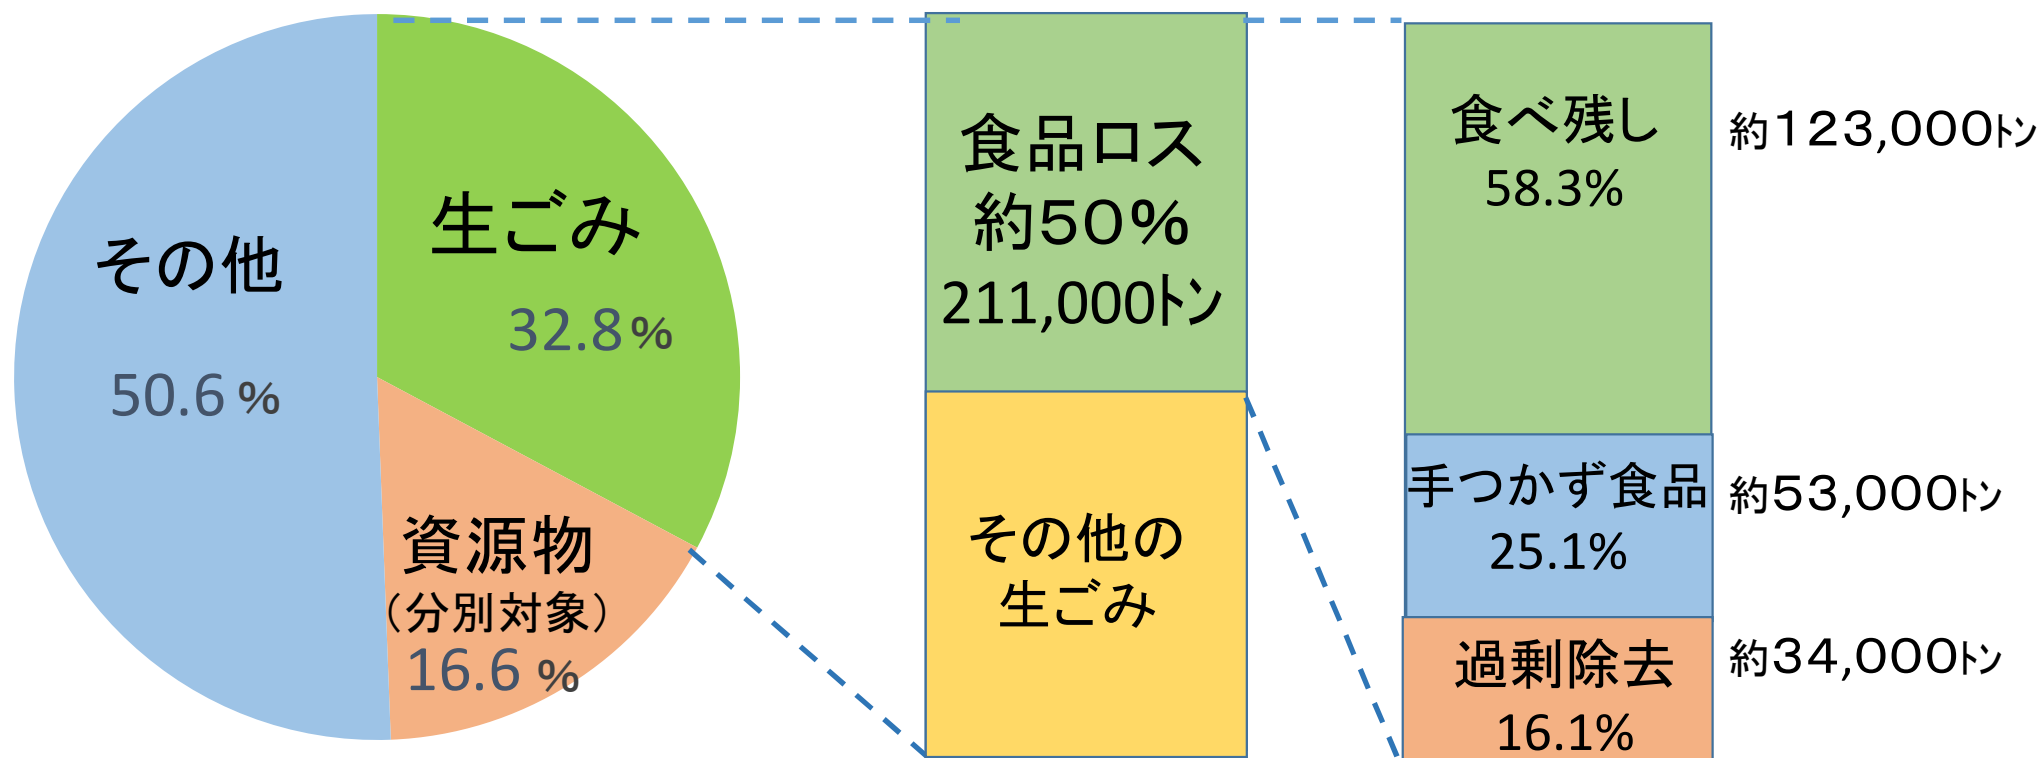 その他
50.6 %
生ごみ
32.8 %
資源物
（分別対象）
16.6 %
食品ロス
約５０％
211,000ﾄﾝ
その他の
生ごみ
食べ残し
58.3%
約１２３,０００ﾄﾝ
手つかず食品
25.1%
約５３,０００ﾄﾝ
過剰除去
16.1%
約３４,０００ﾄﾝ